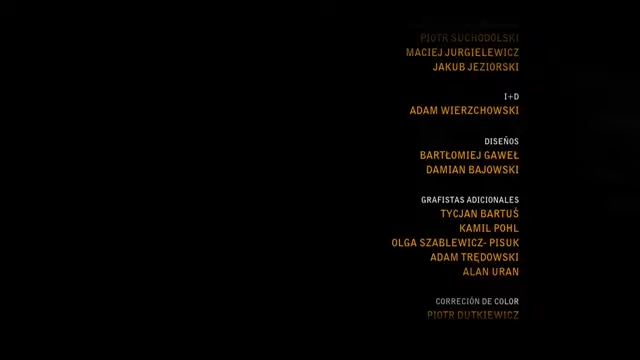 PIOTR SUCHODOLSKI
MACIEJ JURGIELEWICZ
JAKUB JEZIORSKI
I+D
ADAM WIERZCHOWSKI
DISEÑOS
BARTŁOMIEJ GAWEŁ
DAMIAN BAJOWSKI
GRAFISTAS ADICIONALES
TYCJAN BARTUŚ
KAMIL POHL
OLGA SZABLEWICZ- PISUK
ADAM TRĘDOWSKI
ALAN URAN
CORRECIÓN DE COLOR
PIOTR DUTKIEWICZ